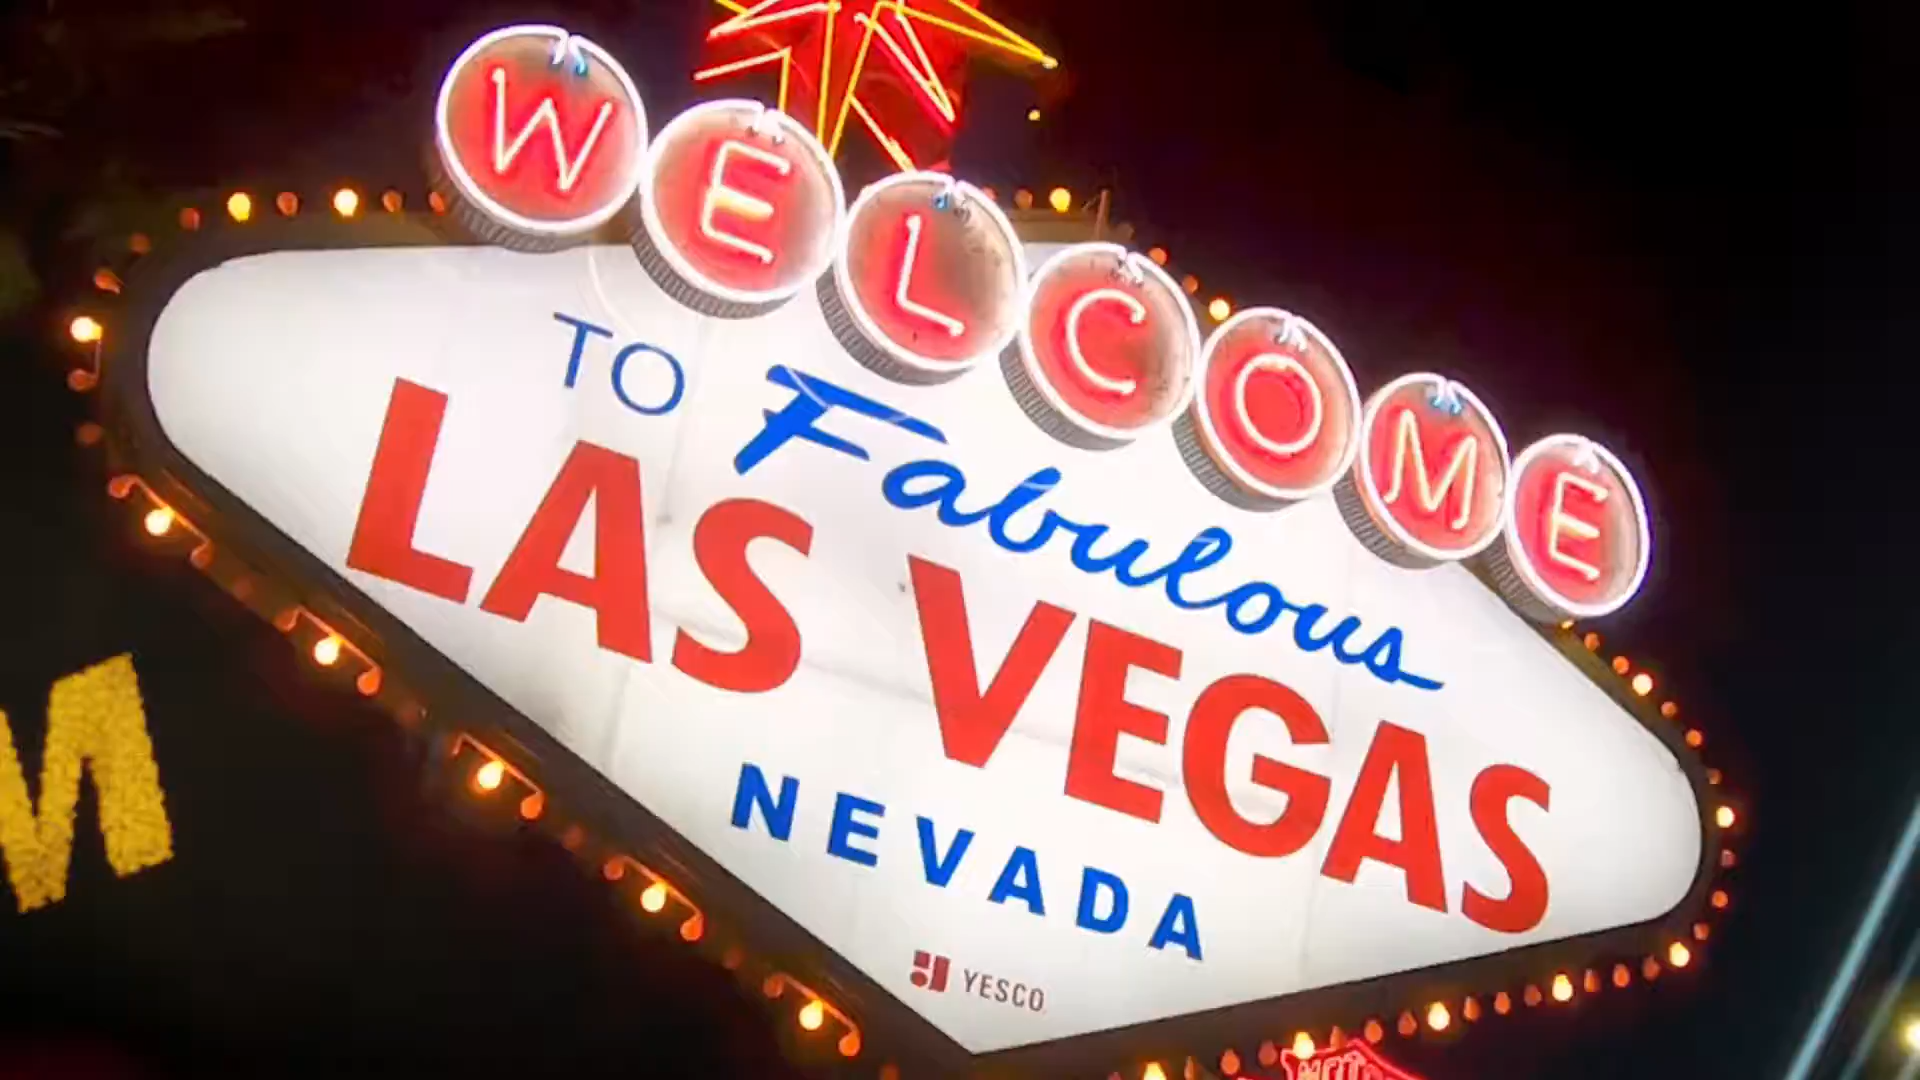 WELCOME
TO Fabulous
LAS VEGAS
NEVADA
YESCO
M